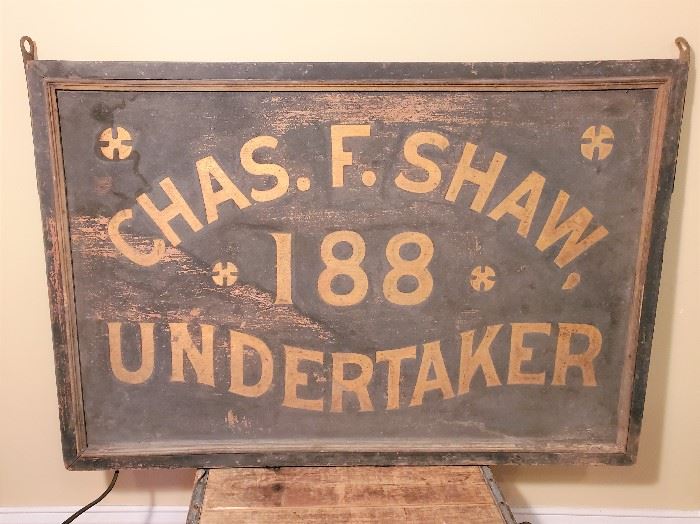 CHAS. F. SHAW,
188
UNDERTAKER